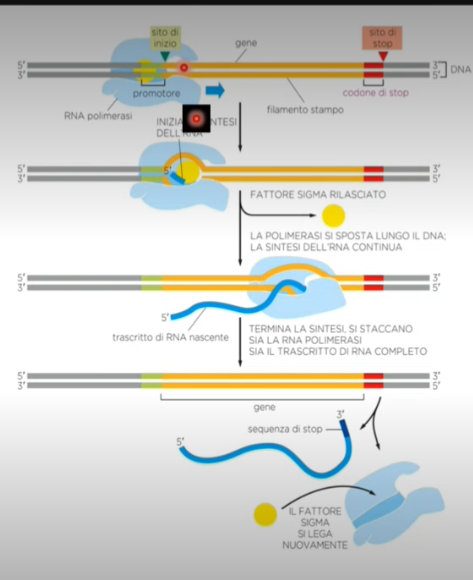 sito di
inizio
gene
sito di
stop
5'
3'
3'
5'
DNA
promotore
codone di stop
RNA polimerasi
filamento stampo
INIZIA NTESI
DELL'RNA
5'
3'
5'
3'
5'
FATTORE SIGMA RILASCIATO
LA POLIMERASI SI SPOSTA LUNGO IL DNA;
LA SINTESI DELL'RNA CONTINUA
5'
3'
3'
5'
5'
trascritto di RNA nascente
TERMINA LA SINTESI, SI STACCANO
SIA LA RNA POLIMERASI
SIA IL TRASCRITTO DI RNA COMPLETO
5'
3'
3'
5'
gene
3'
sequenza di stop
5'
IL FATTORE
SIGMA
SI LEGA
NUOVAMENTE